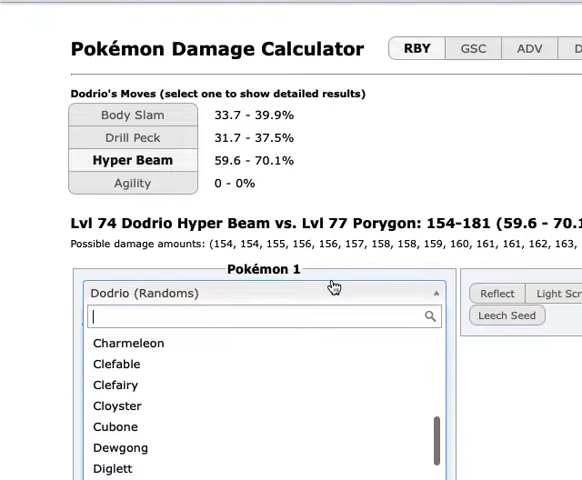 Pokémon Damage Calculator RBY GSC ADV D
Dodrio's Moves (select one to show detailed results)
Body Slam 33.7 - 39.9%
Drill Peck 31.7 - 37.5%
Hyper Beam 59.6 - 70.1%
Agility 0 - 0%
Lvl 74 Dodrio Hyper Beam vs. Lvl 77 Porygon: 154-181 (59.6 - 70.1
Possible damage amounts: (154, 154, 155, 156, 156, 157, 158, 158, 159, 160, 161, 161, 162, 163,
Pokémon 1
Dodrio (Randoms)
Reflect Light Scr
Leech Seed
Charmeleon
Clefable
Clefairy
Cloyster
Cubone
Dewgong
Diglett